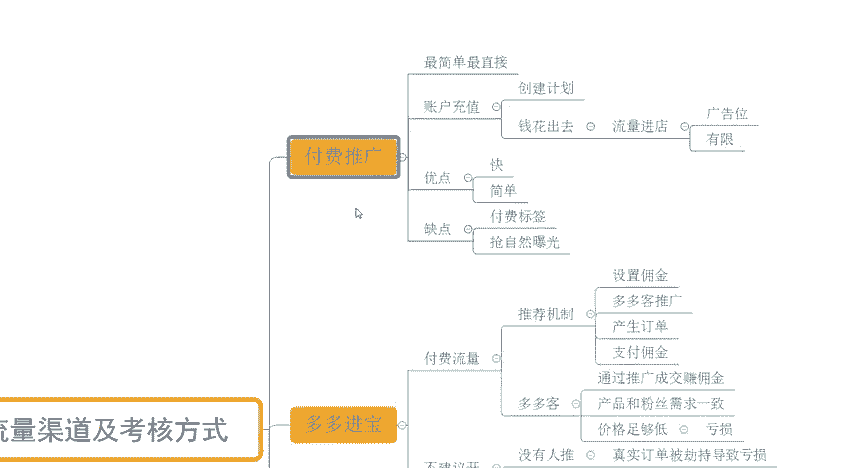 最简单最直接
创建计划
账户充值
广告位
钱花出去
流量进店
有限
付费推广
快
优点
简单
付费标签
缺点
抢自然曝光
设置佣金
多多客推广
推荐机制
产生订单
支付佣金
付费流量
通过推广成交赚佣金
多多客
产品和粉丝需求一致
价格足够低
亏损
多多进宝
流量渠道及考核方式
没有人推
真实订单被劫持导致亏损
不建议开